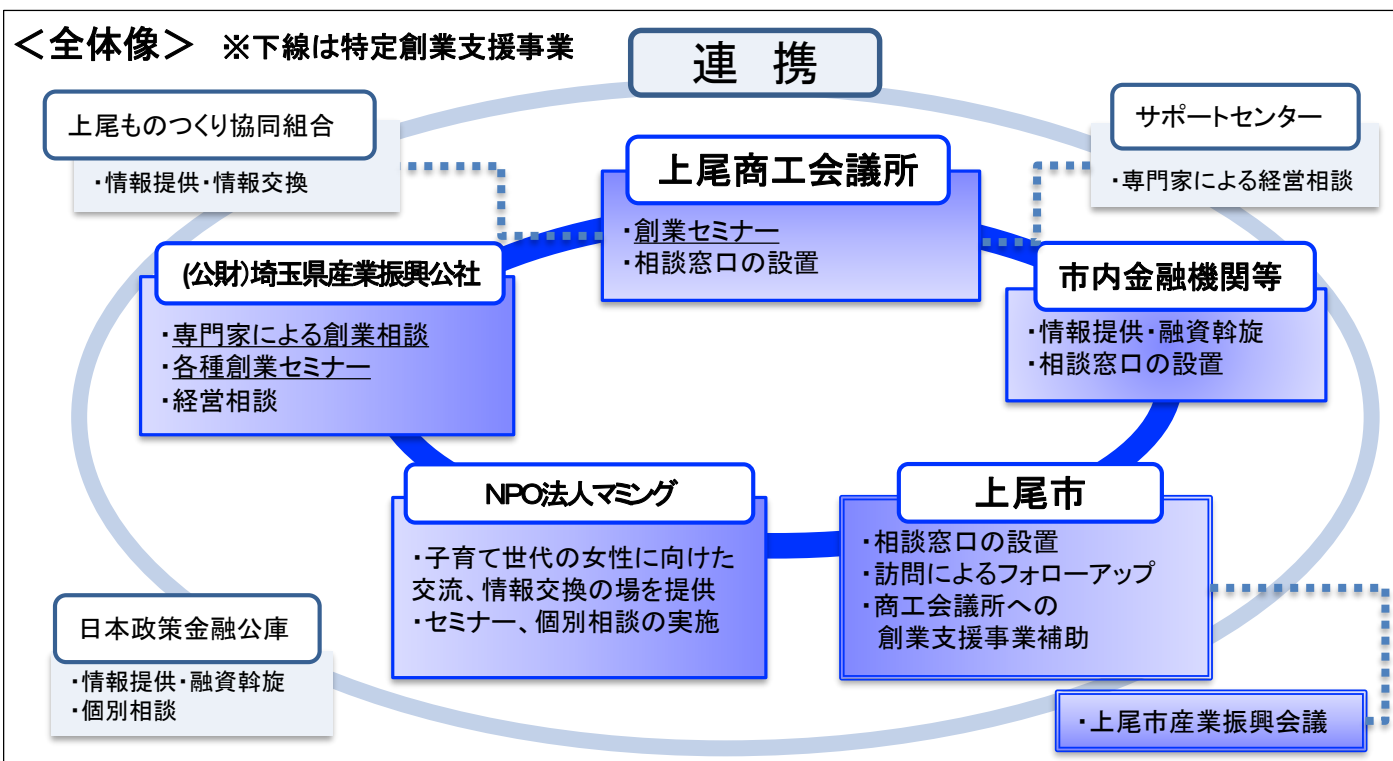 <全体像> ※下線は特定創業支援事業
連 携
上尾ものつくり協同組合
・情報提供・情報交換
サポートセンター
・専門家による経営相談
上尾商工会議所
・創業セミナー
・相談窓口の設置
(公財)埼玉県産業振興公社
・専門家による創業相談
・各種創業セミナー
・経営相談
市内金融機関等
・情報提供・融資斡旋
・相談窓口の設置
NPO法人マミング
・子育て世代の女性に向けた
交流、情報交換の場を提供
・セミナー、個別相談の実施
上尾市
・相談窓口の設置
・訪問によるフォローアップ
・商工会議所への
創業支援事業補助
日本政策金融公庫
・情報提供・融資斡旋
・個別相談
・上尾市産業振興会議